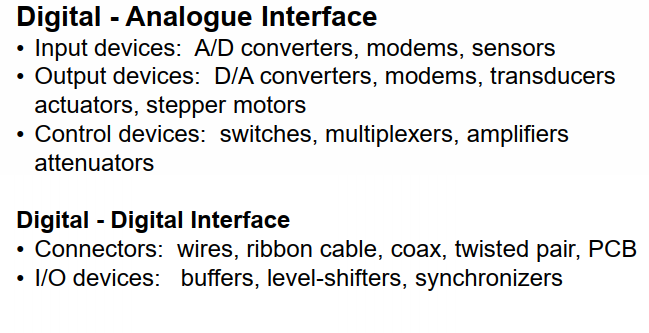 Digital - Analogue Interface
• Input devices: A/D converters, modems, sensors
• Output devices: D/A converters, modems, transducers
actuators, stepper motors
• Control devices: switches, multiplexers, amplifiers
attenuators
Digital - Digital Interface
• Connectors: wires, ribbon cable, coax, twisted pair, PCB
• I/O devices: buffers, level-shifters, synchronizers